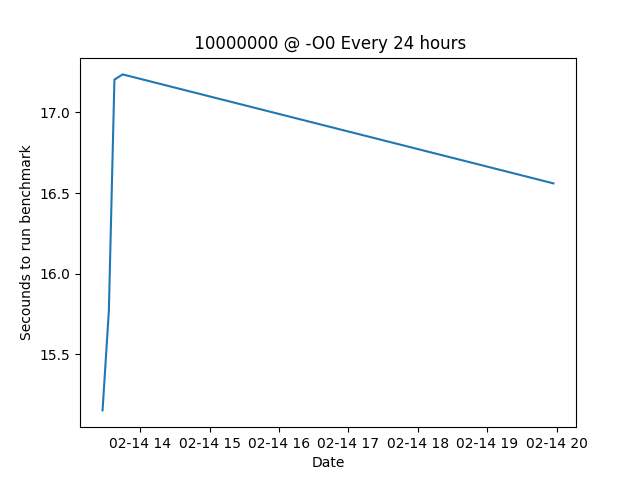 10000000 @ -O0 Every 24 hours
17.0
16.5
16.0
15.5
Secounds to run benchmark
02-14 14 02-14 15 02-14 16 02-14 17 02-14 18 02-14 19 02-14 20
Date